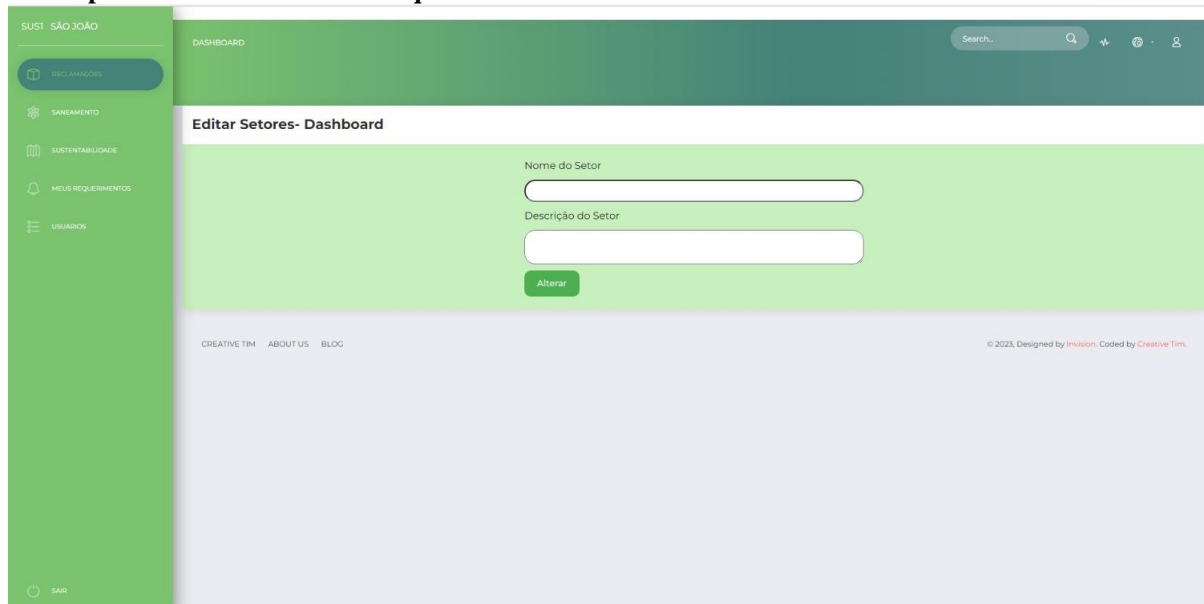 SUST SÃO JOÃO
RECLAMAÇÕES
SANEAMENTO
SUSTENTABILIDADE
MEUS REQUERIMENTOS
USUARIOS
SAIR
DASHBOARD
Search...
Editar Setores- Dashboard
Nome do Setor
Descrição do Setor
Alterar
CREATIVE TIM ABOUT US BLOG
© 2023, Designed by Invision. Coded by Creative Tim.